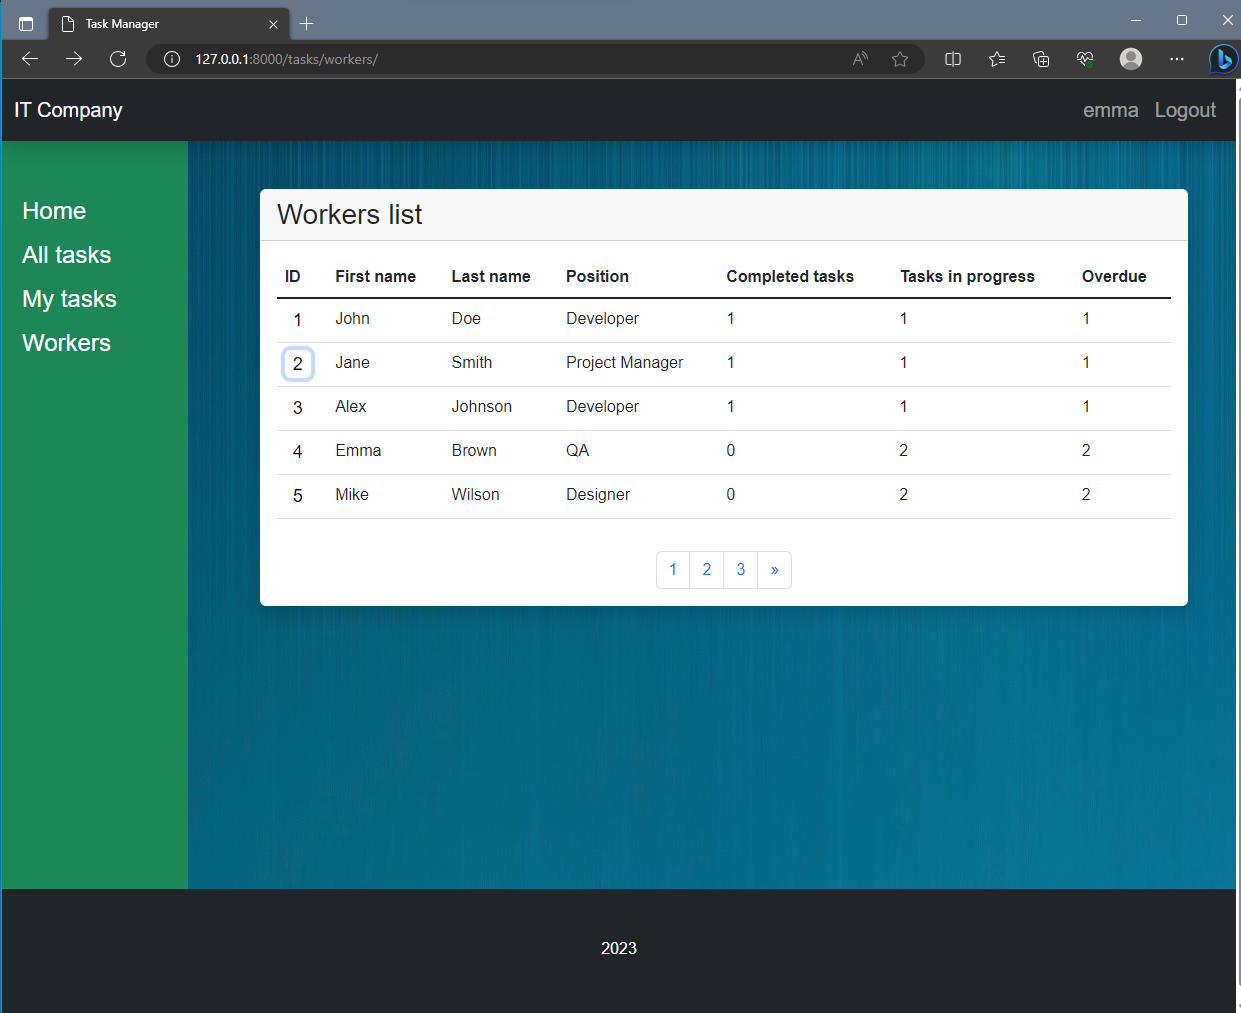 Task Manager
127.0.0.1:8000/tasks/workers/
IT Company emma Logout
Home
All tasks
My tasks
Workers
Workers list
ID First name Last name Position Completed tasks Tasks in progress Overdue
1 John Doe Developer 1 1 1
2 Jane Smith Project Manager 1 1 1
3 Alex Johnson Developer 1 1 1
4 Emma Brown QA 0 2 2
5 Mike Wilson Designer 0 2 2
1 2 3 »
2023